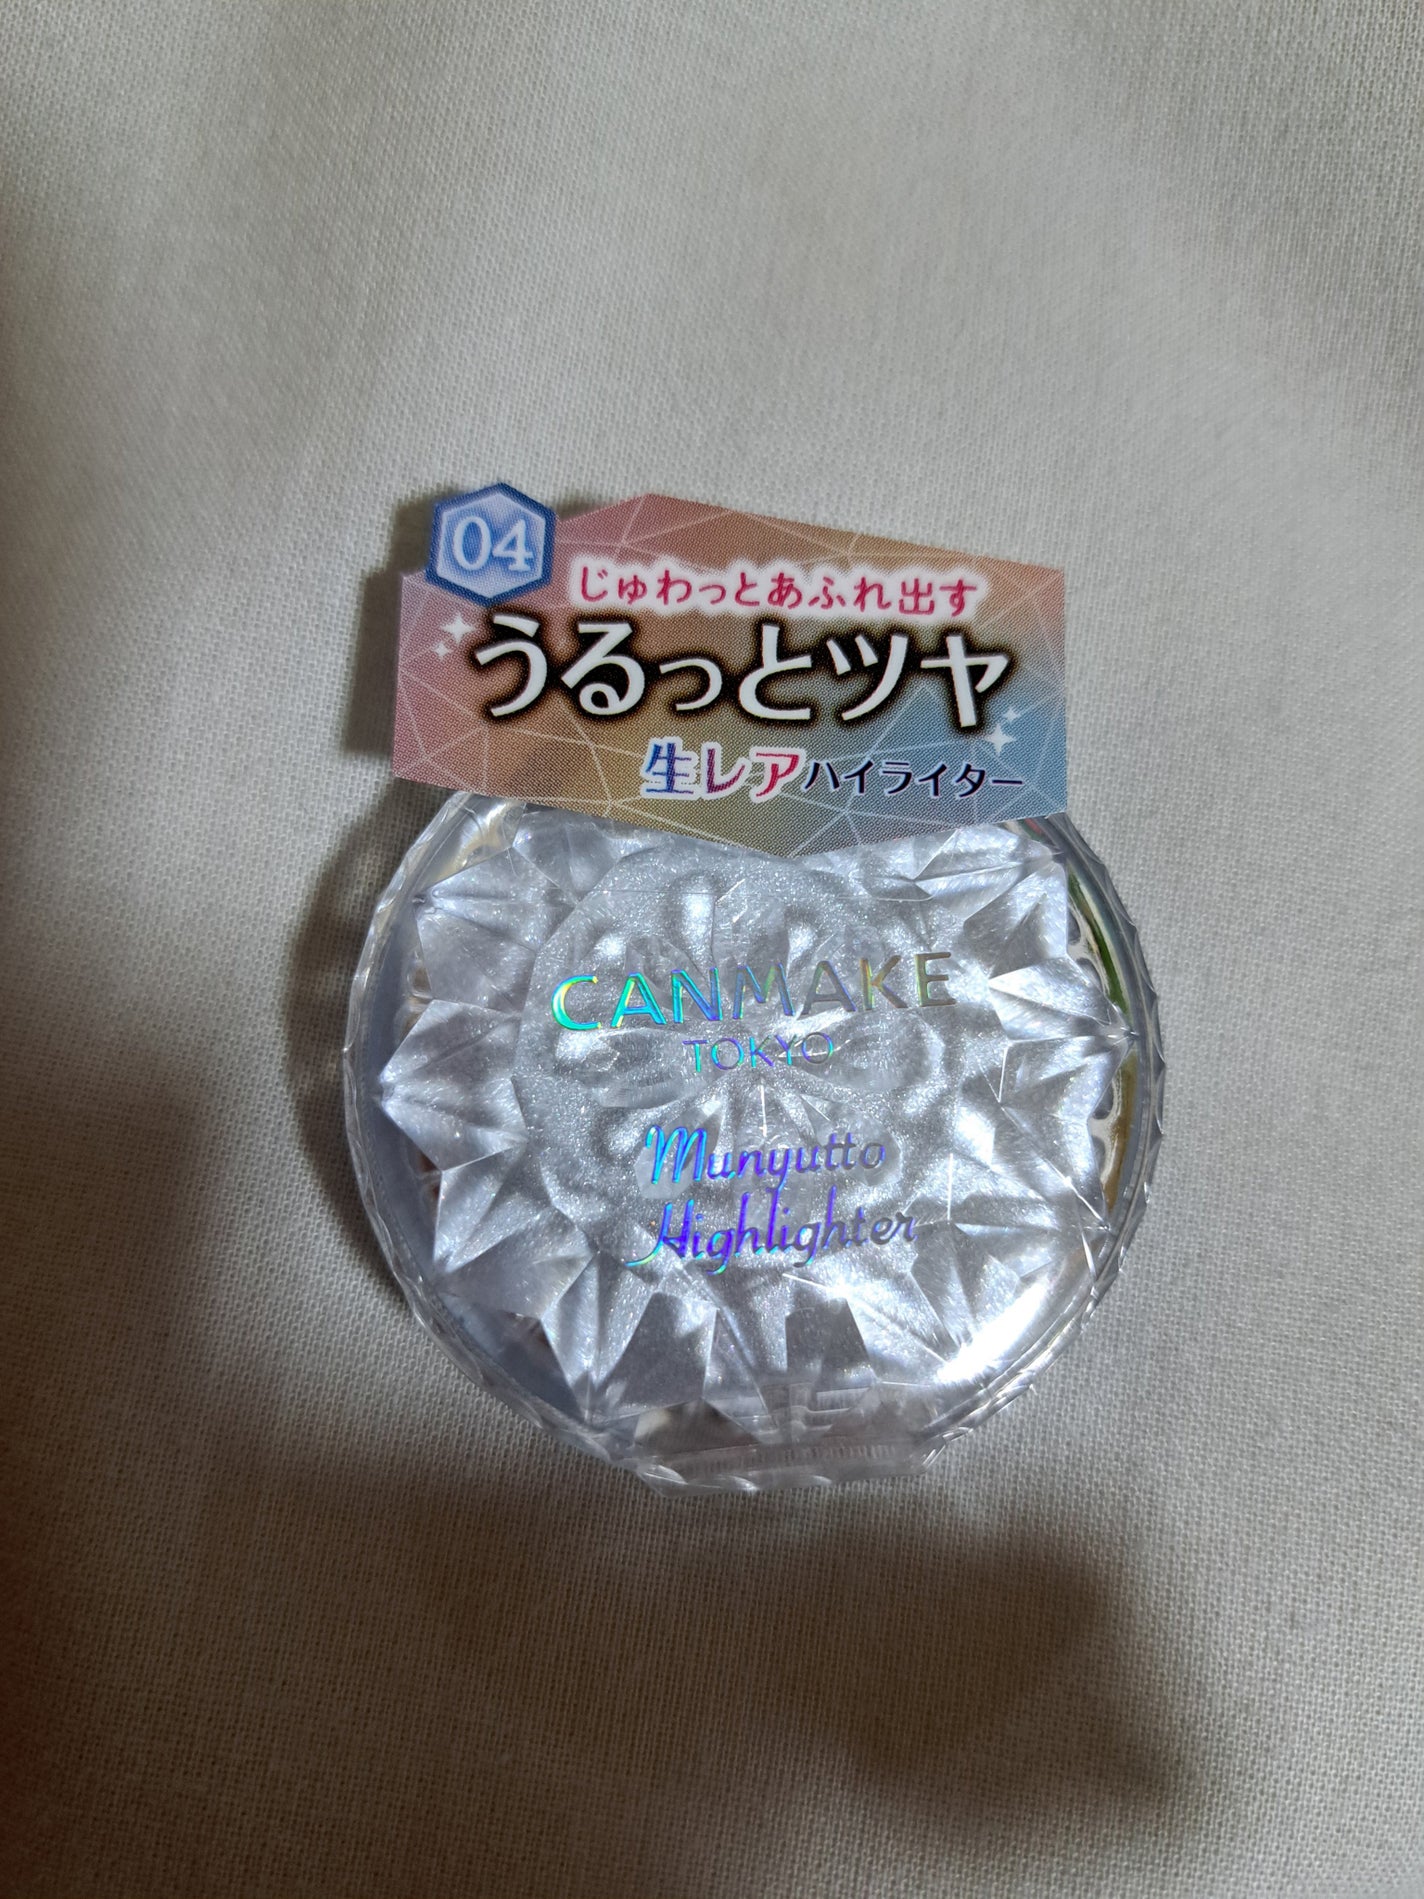 04
じゅわっとあふれ出す
うるっとツヤ
生レアハイライター
CANMAKE
TOKYO
Munyutto
Highlighter